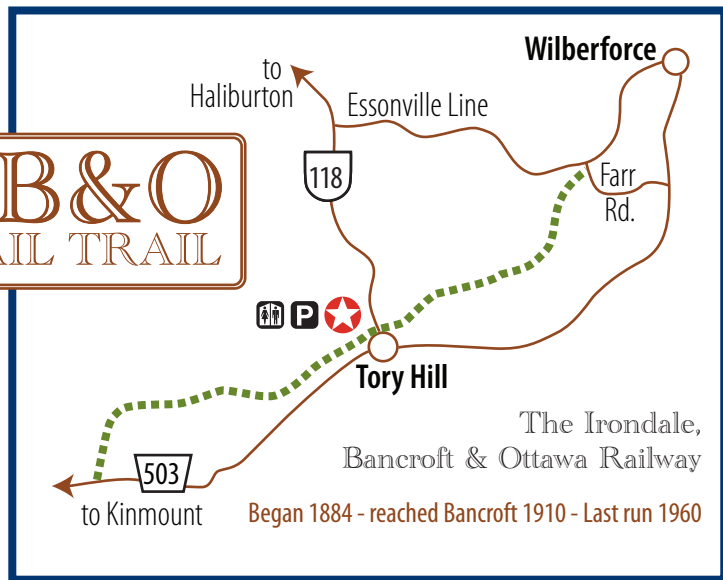 Wilberforce
to
Haliburton
Essonville Line
118
Farr
Rd.
B&O
AIL TRAIL
P
Tory Hill
The Irondale,
Bancroft & Ottawa Railway
503
to Kinmount
Began 1884 - reached Bancroft 1910 - Last run 1960